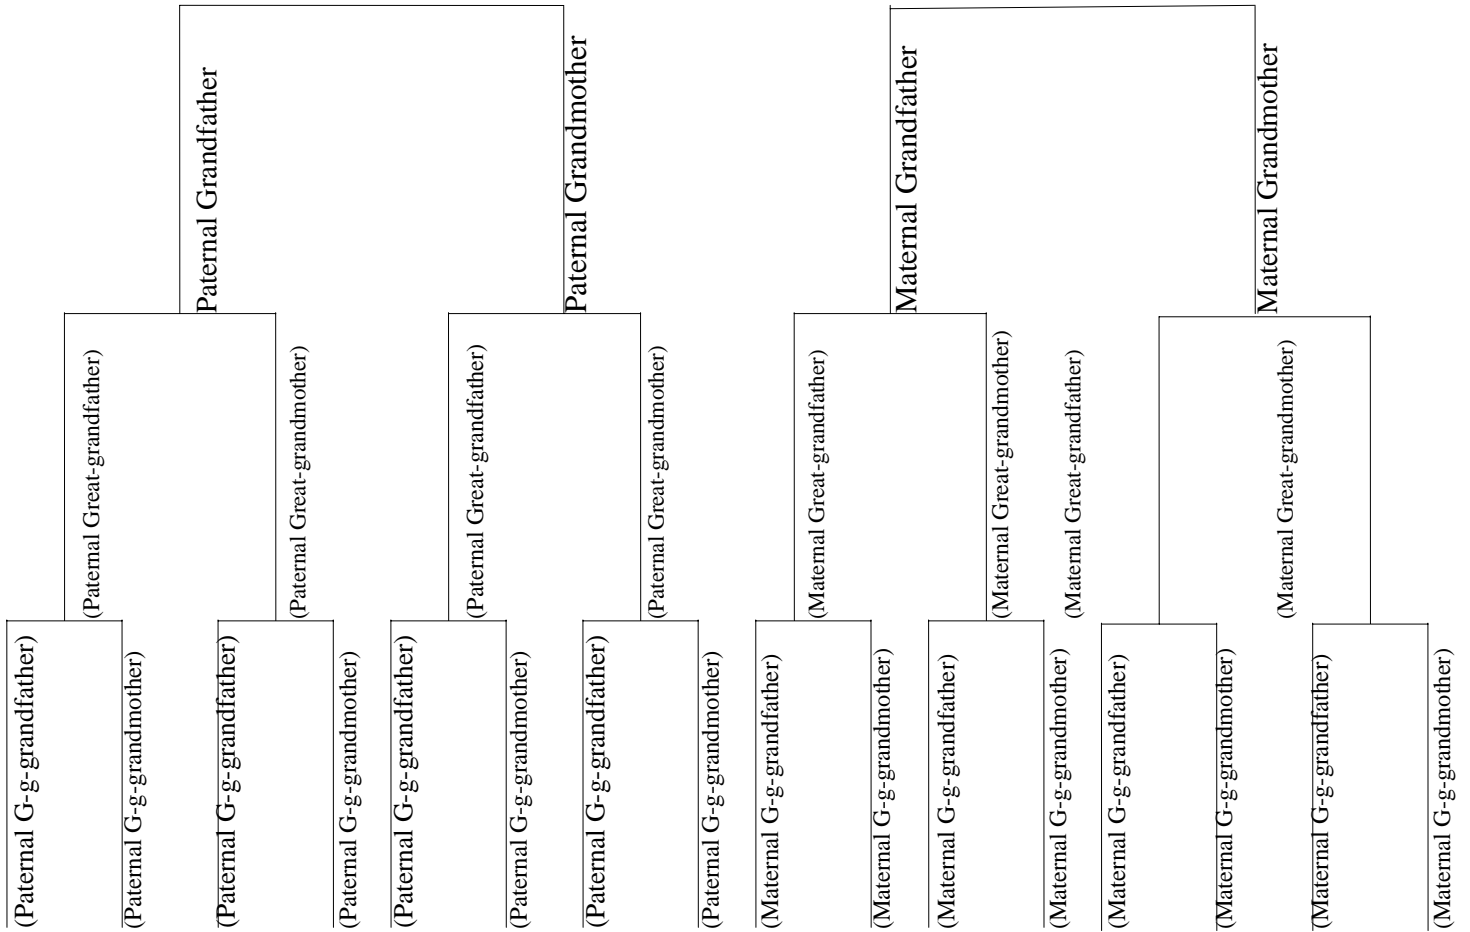 Paternal Grandfather
Paternal Grandmother
Maternal Grandfather
Maternal Grandmother
(Paternal Great-grandfather)
(Paternal Great-grandmother)
(Paternal Great-grandfather)
(Paternal Great-grandmother)
(Maternal Great-grandfather)
(Maternal Great-grandmother)
(Maternal Great-grandfather)
(Maternal Great-grandmother)
(Paternal G-g-grandfather)
(Paternal G-g-grandmother)
(Paternal G-g-grandfather)
(Paternal G-g-grandmother)
(Paternal G-g-grandfather)
(Paternal G-g-grandmother)
(Paternal G-g-grandfather)
(Paternal G-g-grandmother)
(Maternal G-g-grandfather)
(Maternal G-g-grandmother)
(Maternal G-g-grandfather)
(Maternal G-g-grandmother)
(Maternal G-g-grandfather)
(Maternal G-g-grandmother)
(Maternal G-g-grandfather)
(Maternal G-g-grandmother)